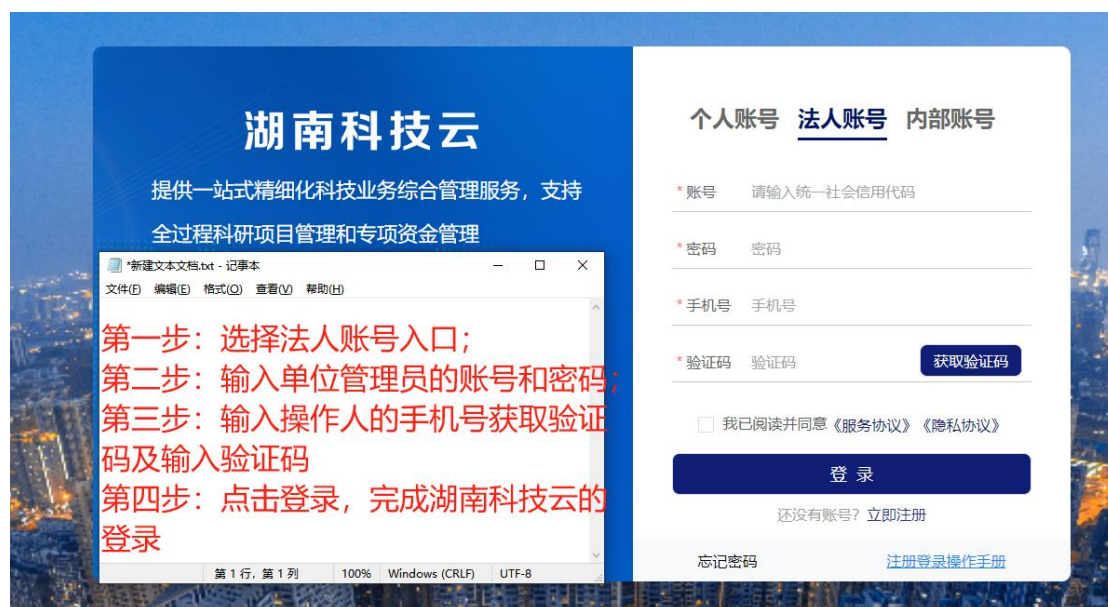 湖南科技云
提供一站式精细化科技业务综合管理服务，支持
全过程科研项目管理和专项资金管理
*新建文本文档.txt - 记事本
文件(F) 编辑(E) 格式(O) 查看(V) 帮助(H)
第一步：选择法人账号入口；
第二步：输入单位管理员的账号和密码；
第三步：输入操作人的手机号获取验证
码及输入验证码
第四步：点击登录，完成湖南科技云的
登录
第 1 行，第 1 列 100% Windows (CRLF) UTF-8
个人账号 法人账号 内部账号
*账号 请输入统一社会信用代码
*密码 密码
*手机号 手机号
*验证码 验证码 获取验证码
我已阅读并同意《服务协议》《隐私协议》
登 录
还没有账号？立即注册
忘记密码 注册登录操作手册